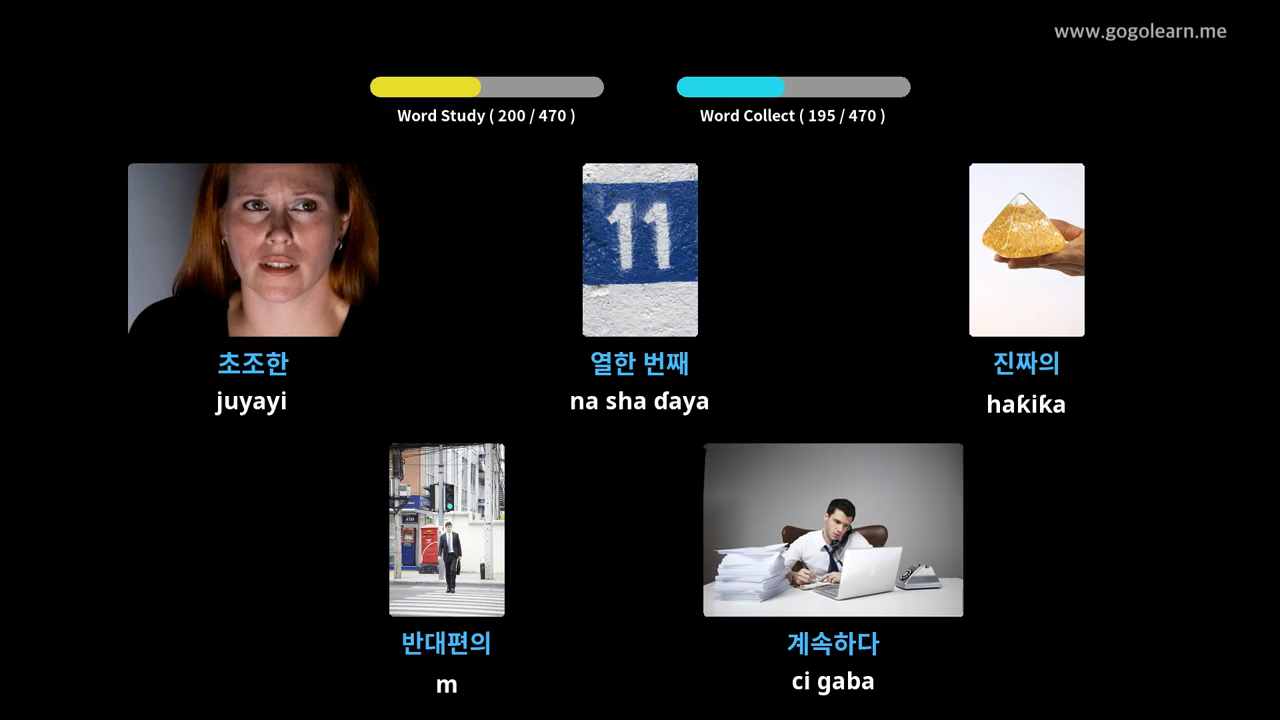 www.gogolearn.me
Word Study ( 200 / 470 )
Word Collect ( 195 / 470 )
11
초조한
juyayi
열한 번째
na sha ɗaya
진짜의
haƙiƙa
반대편의
m
계속하다
ci gaba